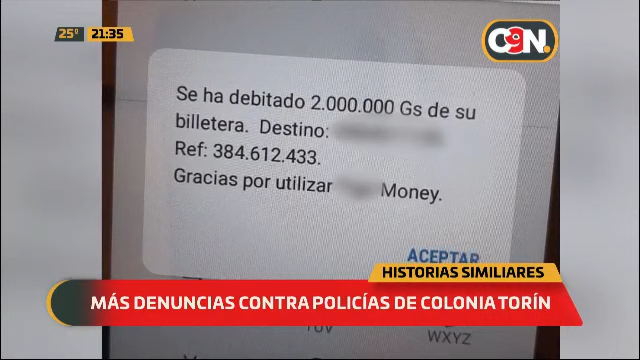 25°
21:35
C9N.
Se ha debitado 2.000.000 Gs de su
billetera. Destino:
Ref: 384.612.433.
Gracias por utilizar Money.
ACEPTAR
HISTORIAS SIMILIARES
MÁS DENUNCIAS CONTRA POLICÍAS DE COLONIA TORÍN
WXYZ